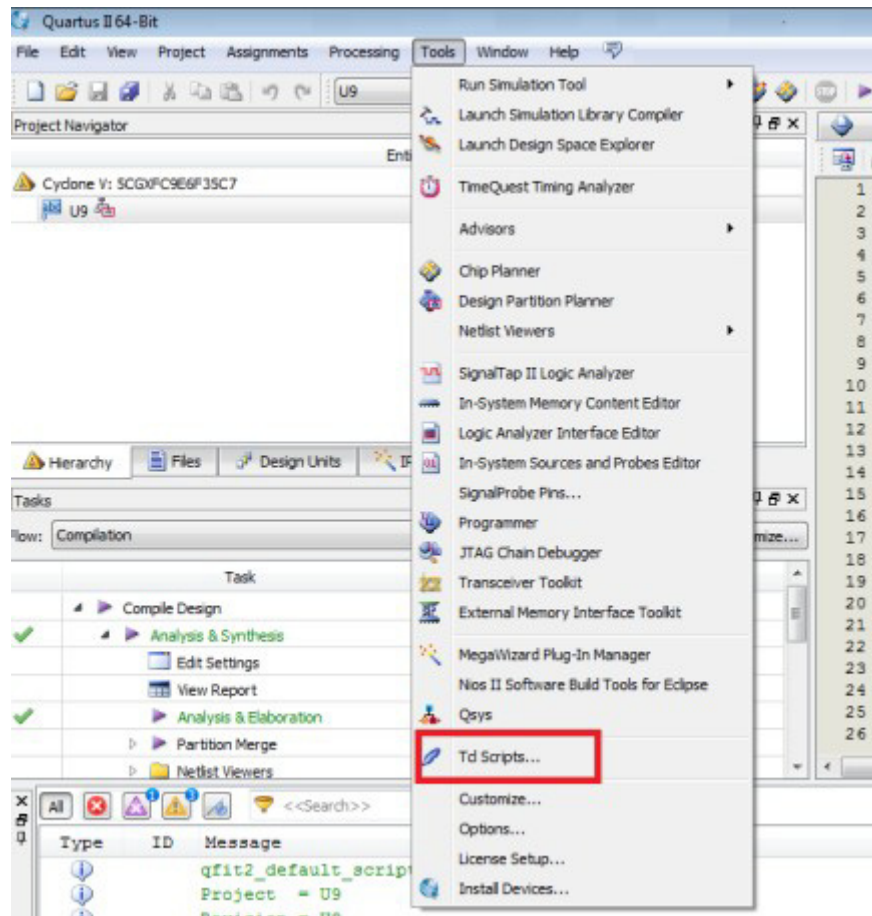 Quartus II 64-Bit
File Edit View Project Assignments Processing Tools Window Help
U9
Project Navigator
Enti
Cyclone V: 5CGXFC9E6F35C7
U9
Hierarchy Files Design Units IP
Tasks
Flow: Compilation
mize...
Task
Compile Design
Analysis & Synthesis
Edit Settings
View Report
Analysis & Elaboration
Partition Merge
Netlist Viewers
Run Simulation Tool
Launch Simulation Library Compiler
Launch Design Space Explorer
TimeQuest Timing Analyzer
Advisors
Chip Planner
Design Partition Planner
Netlist Viewers
SignalTap II Logic Analyzer
In-System Memory Content Editor
Logic Analyzer Interface Editor
In-System Sources and Probes Editor
SignalProbe Pins...
Programmer
JTAG Chain Debugger
Transceiver Toolkit
External Memory Interface Toolkit
MegaWizard Plug-In Manager
Nios II Software Build Tools for Eclipse
Qsys
Tcl Scripts...
Customize...
Options...
License Setup...
Install Devices...
1
2
3
4
5
6
7
8
9
10
11
12
13
14
15
16
17
18
19
20
21
22
23
24
25
26
All <<Search>>
Type ID Message
qfit2_default_script
Project = U9
Revision = U9